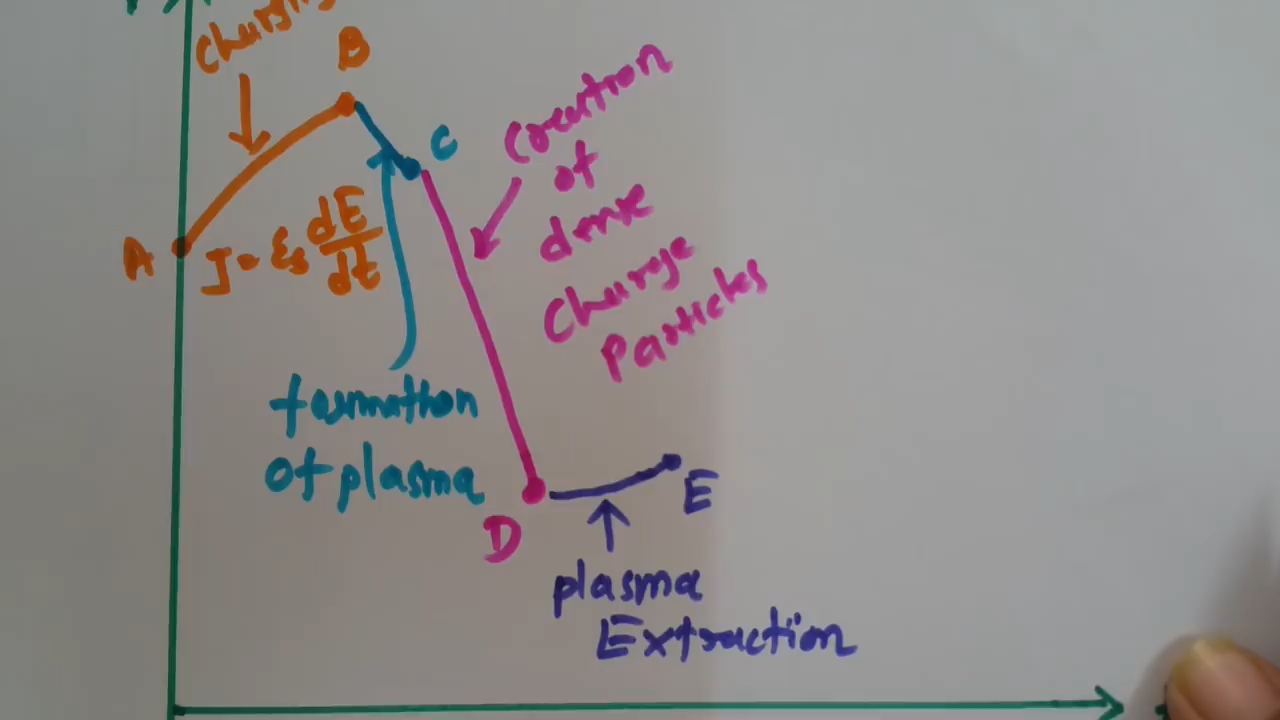 B
C
A
J = εs dE/dt
Creation
of
dense
Charge
Particles
formation
of plasma
D
E
plasma
Extraction